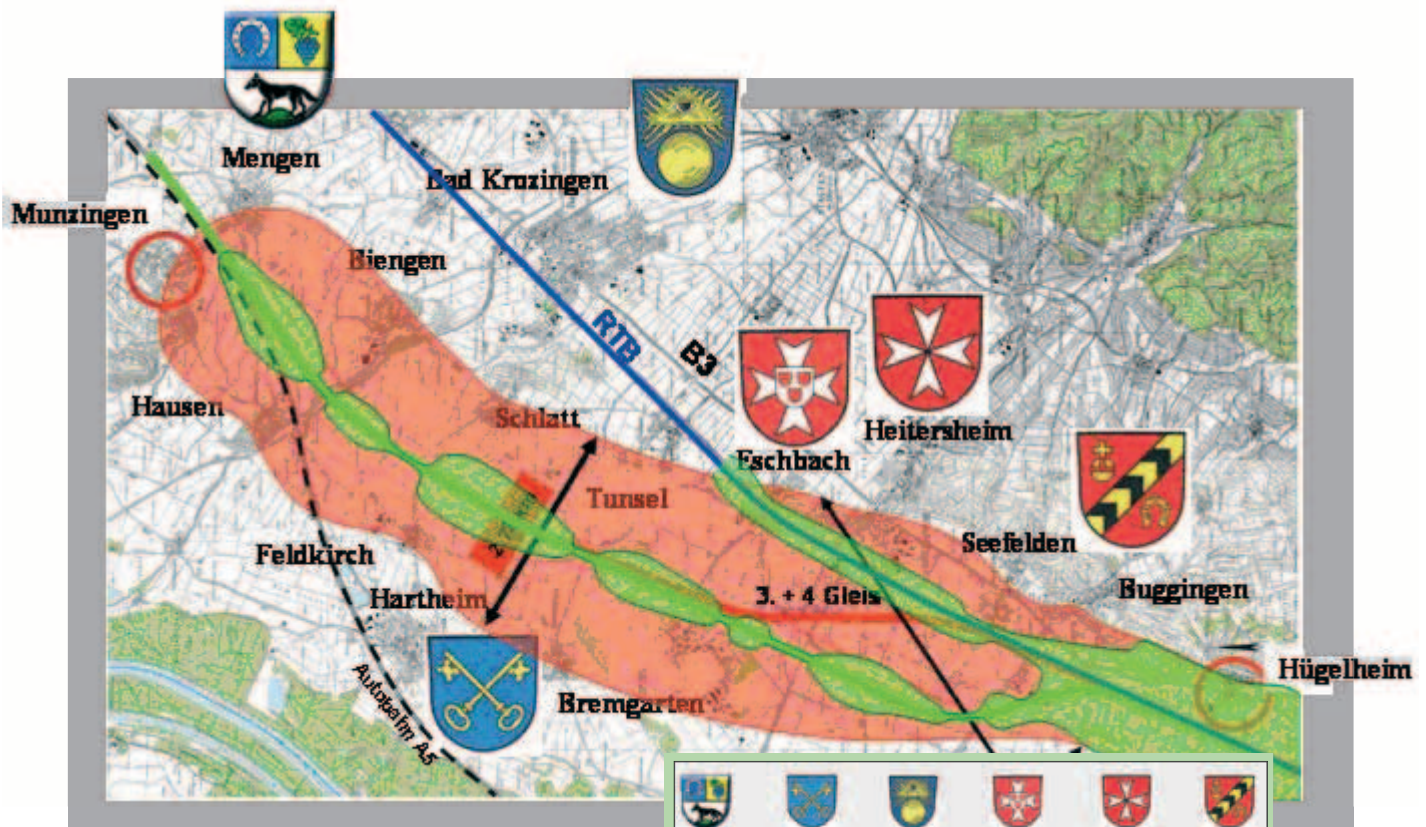 Mengen
Bad Krozingen
Munzingen
Biengen
RTB
B3
Hausen
Schlatt
Heitersheim
Eschbach
Tunsel
Seefelden
Feldkirch
Buggingen
Hartheim
3. + 4 Gleis
Hügelheim
Autobahn A5
Bremgarten